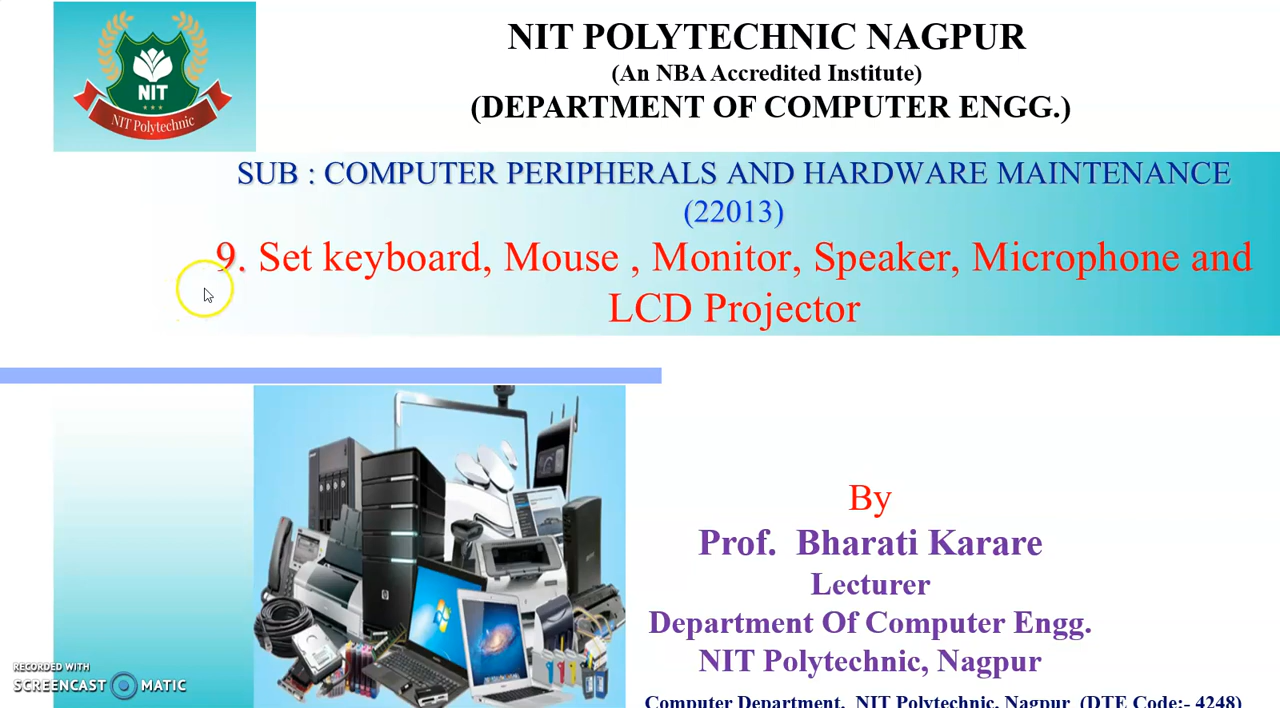 NIT POLYTECHNIC NAGPUR
(An NBA Accredited Institute)
(DEPARTMENT OF COMPUTER ENGG.)
NIT
NIT Polytechnic
SUB : COMPUTER PERIPHERALS AND HARDWARE MAINTENANCE
(22013)
9. Set keyboard, Mouse , Monitor, Speaker, Microphone and
LCD Projector
By
Prof. Bharati Karare
Lecturer
Department Of Computer Engg.
NIT Polytechnic, Nagpur
Computer Department, NIT Polytechnic, Nagpur (DTE Code:- 4248)
RECORDED WITH
SCREENCAST MATIC